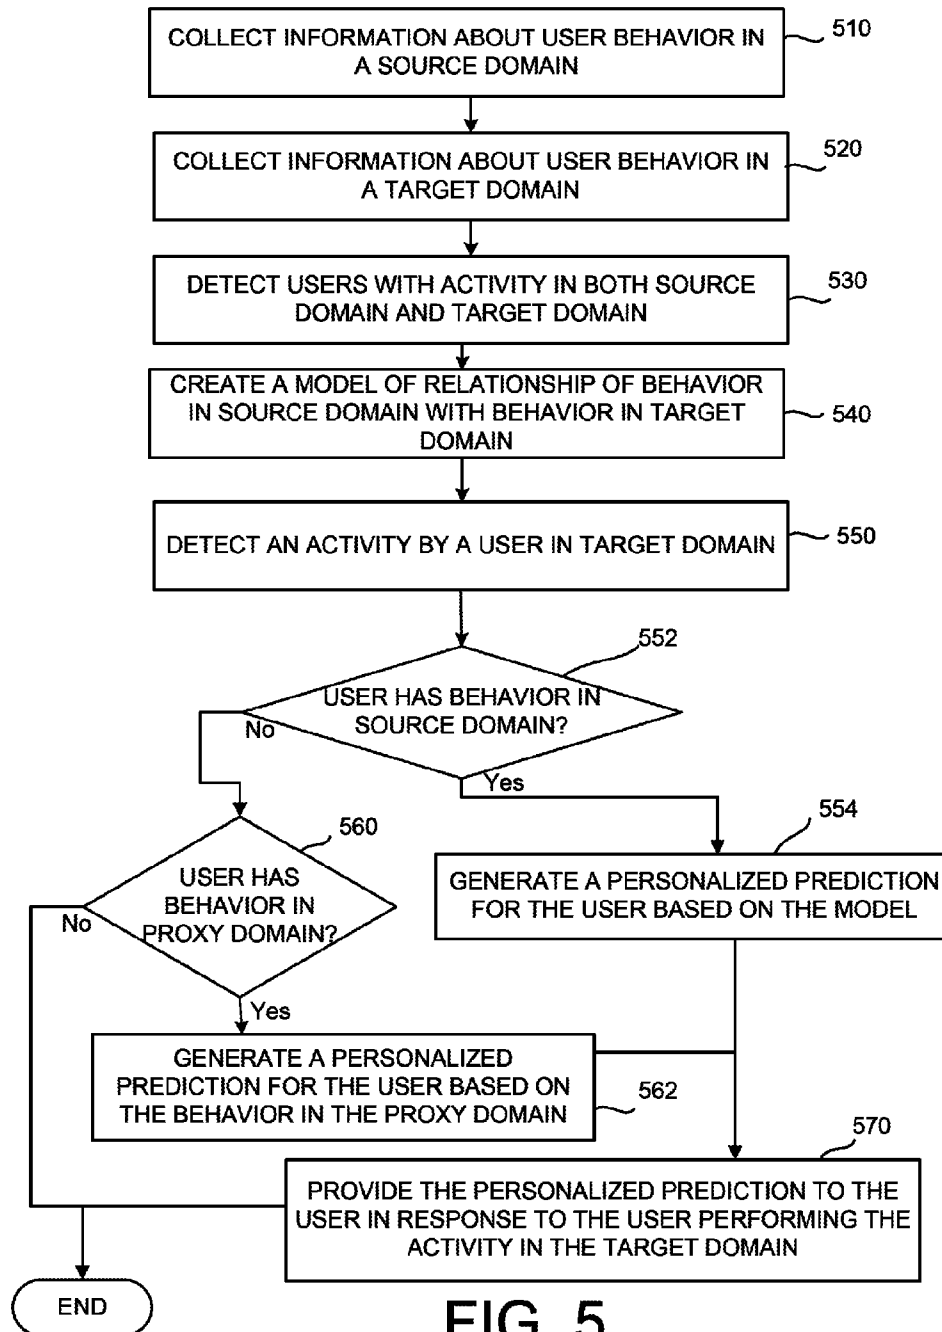 COLLECT INFORMATION ABOUT USER BEHAVIOR IN
A SOURCE DOMAIN
510
COLLECT INFORMATION ABOUT USER BEHAVIOR IN
A TARGET DOMAIN
520
DETECT USERS WITH ACTIVITY IN BOTH SOURCE
DOMAIN AND TARGET DOMAIN
530
CREATE A MODEL OF RELATIONSHIP OF BEHAVIOR
IN SOURCE DOMAIN WITH BEHAVIOR IN TARGET
DOMAIN
540
DETECT AN ACTIVITY BY A USER IN TARGET DOMAIN
550
552
USER HAS BEHAVIOR IN
SOURCE DOMAIN?
No
Yes
560
USER HAS
BEHAVIOR IN
PROXY DOMAIN?
No
Yes
554
GENERATE A PERSONALIZED PREDICTION
FOR THE USER BASED ON THE MODEL
GENERATE A PERSONALIZED
PREDICTION FOR THE USER BASED ON
THE BEHAVIOR IN THE PROXY DOMAIN
562
570
PROVIDE THE PERSONALIZED PREDICTION TO THE
USER IN RESPONSE TO THE USER PERFORMING THE
ACTIVITY IN THE TARGET DOMAIN
END
FIG. 5